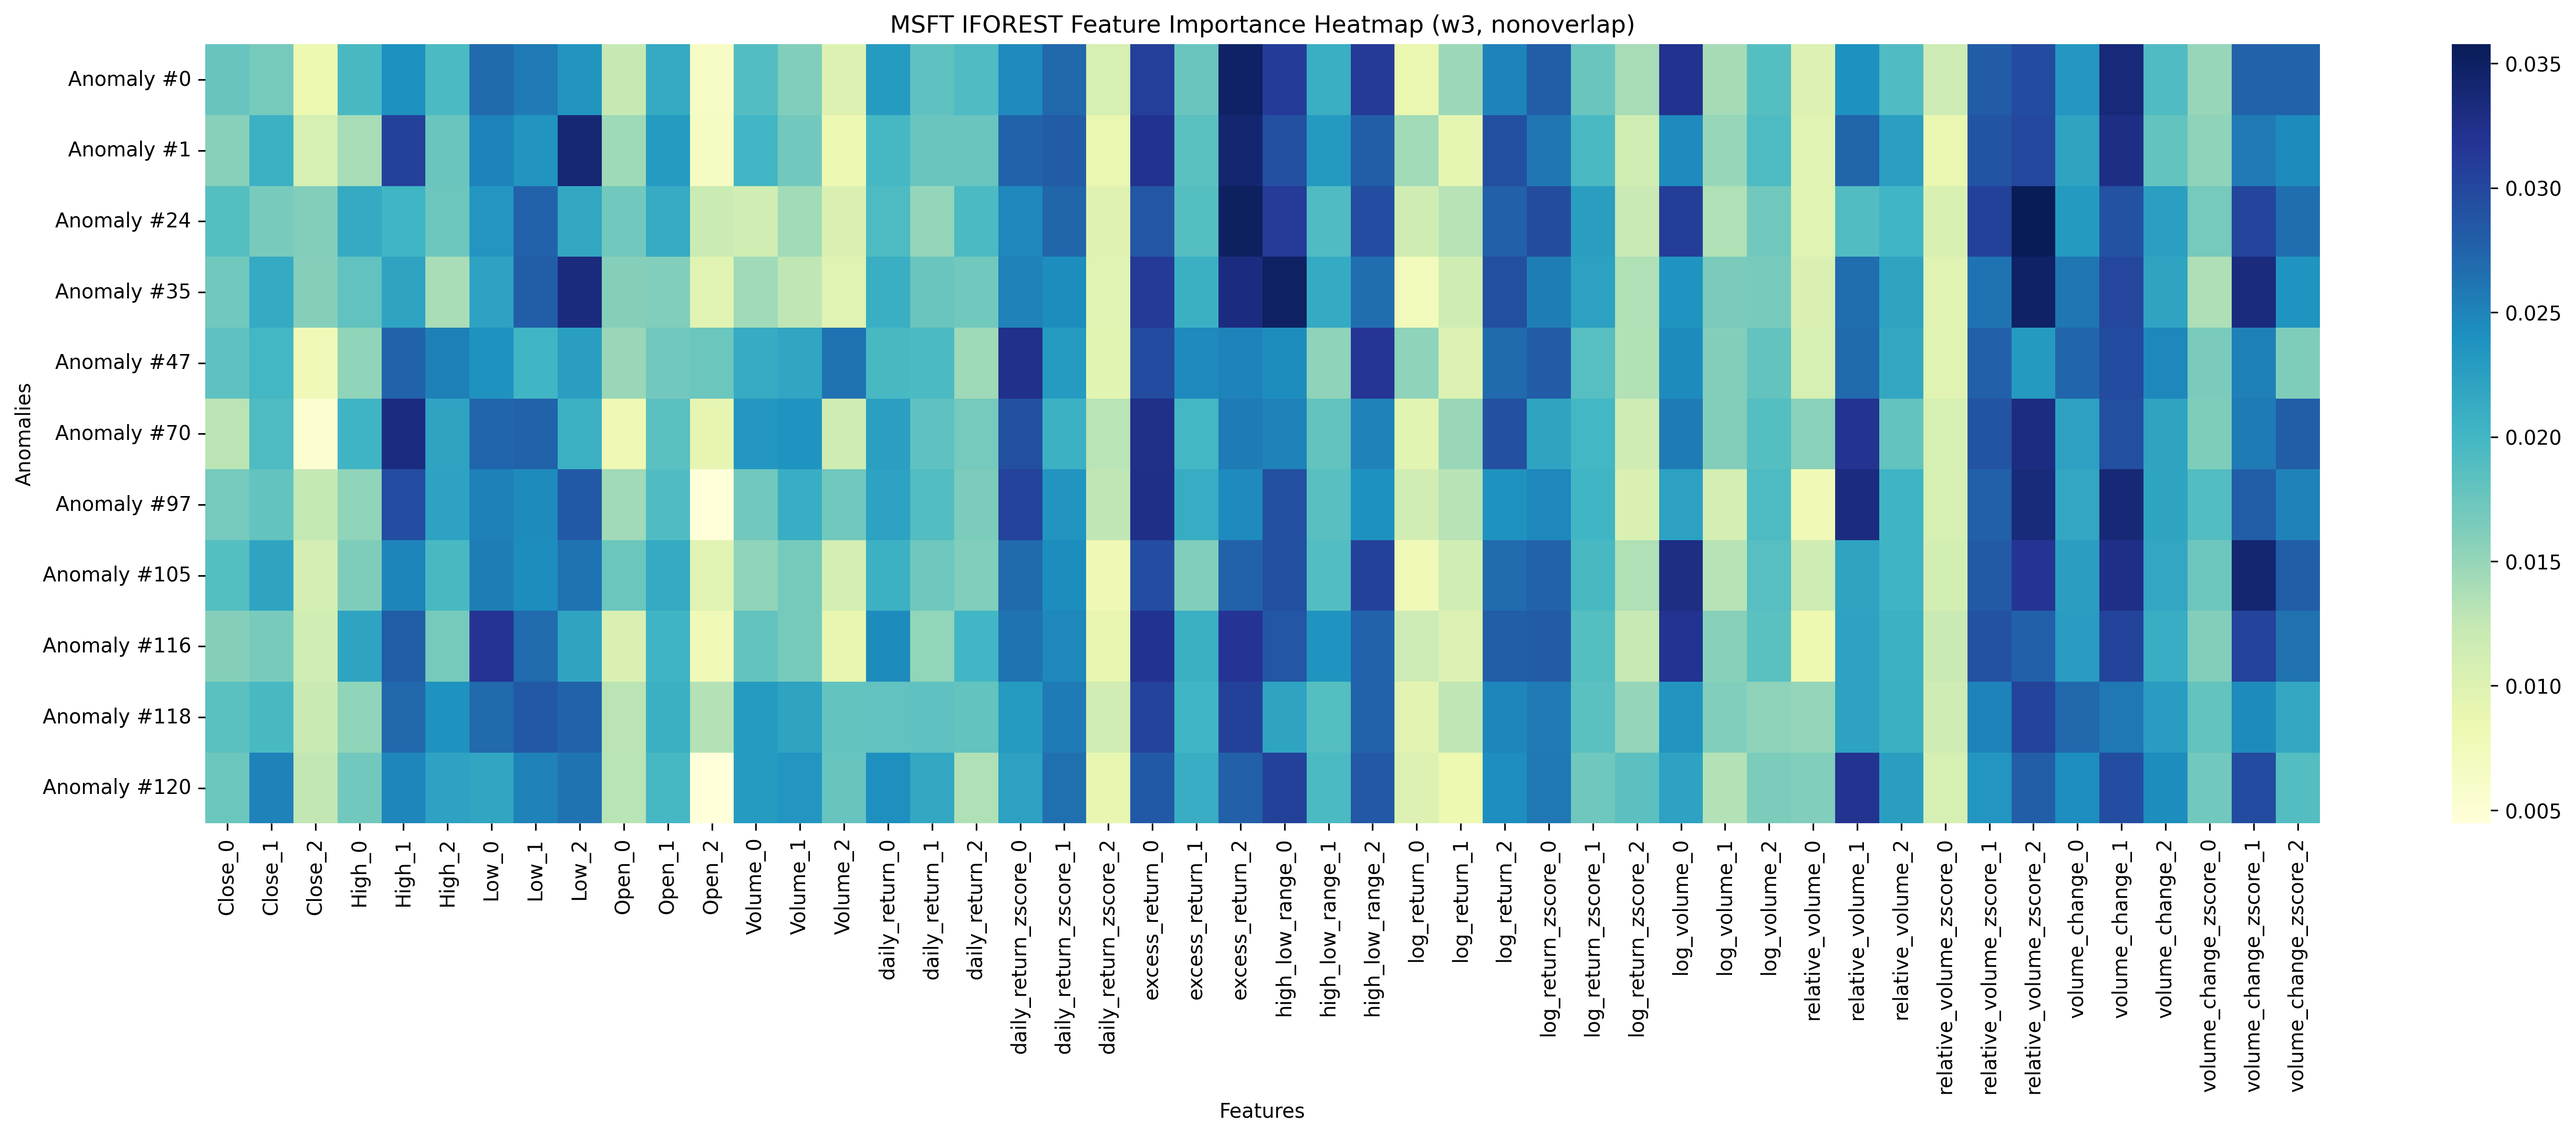 MSFT IFOREST Feature Importance Heatmap (w3, nonoverlap)
Anomalies
Anomaly #0
Anomaly #1
Anomaly #24
Anomaly #35
Anomaly #47
Anomaly #70
Anomaly #97
Anomaly #105
Anomaly #116
Anomaly #118
Anomaly #120
Close_0
Close_1
Close_2
High_0
High_1
High_2
Low_0
Low_1
Low_2
Open_0
Open_1
Open_2
Volume_0
Volume_1
Volume_2
daily_return_0
daily_return_1
daily_return_2
daily_return_zscore_0
daily_return_zscore_1
daily_return_zscore_2
excess_return_0
excess_return_1
excess_return_2
high_low_range_0
high_low_range_1
high_low_range_2
log_return_0
log_return_1
log_return_2
log_return_zscore_0
log_return_zscore_1
log_return_zscore_2
log_volume_0
log_volume_1
log_volume_2
relative_volume_0
relative_volume_1
relative_volume_2
relative_volume_zscore_0
relative_volume_zscore_1
relative_volume_zscore_2
volume_change_0
volume_change_1
volume_change_2
volume_change_zscore_0
volume_change_zscore_1
volume_change_zscore_2
Features
0.035
0.030
0.025
0.020
0.015
0.010
0.005